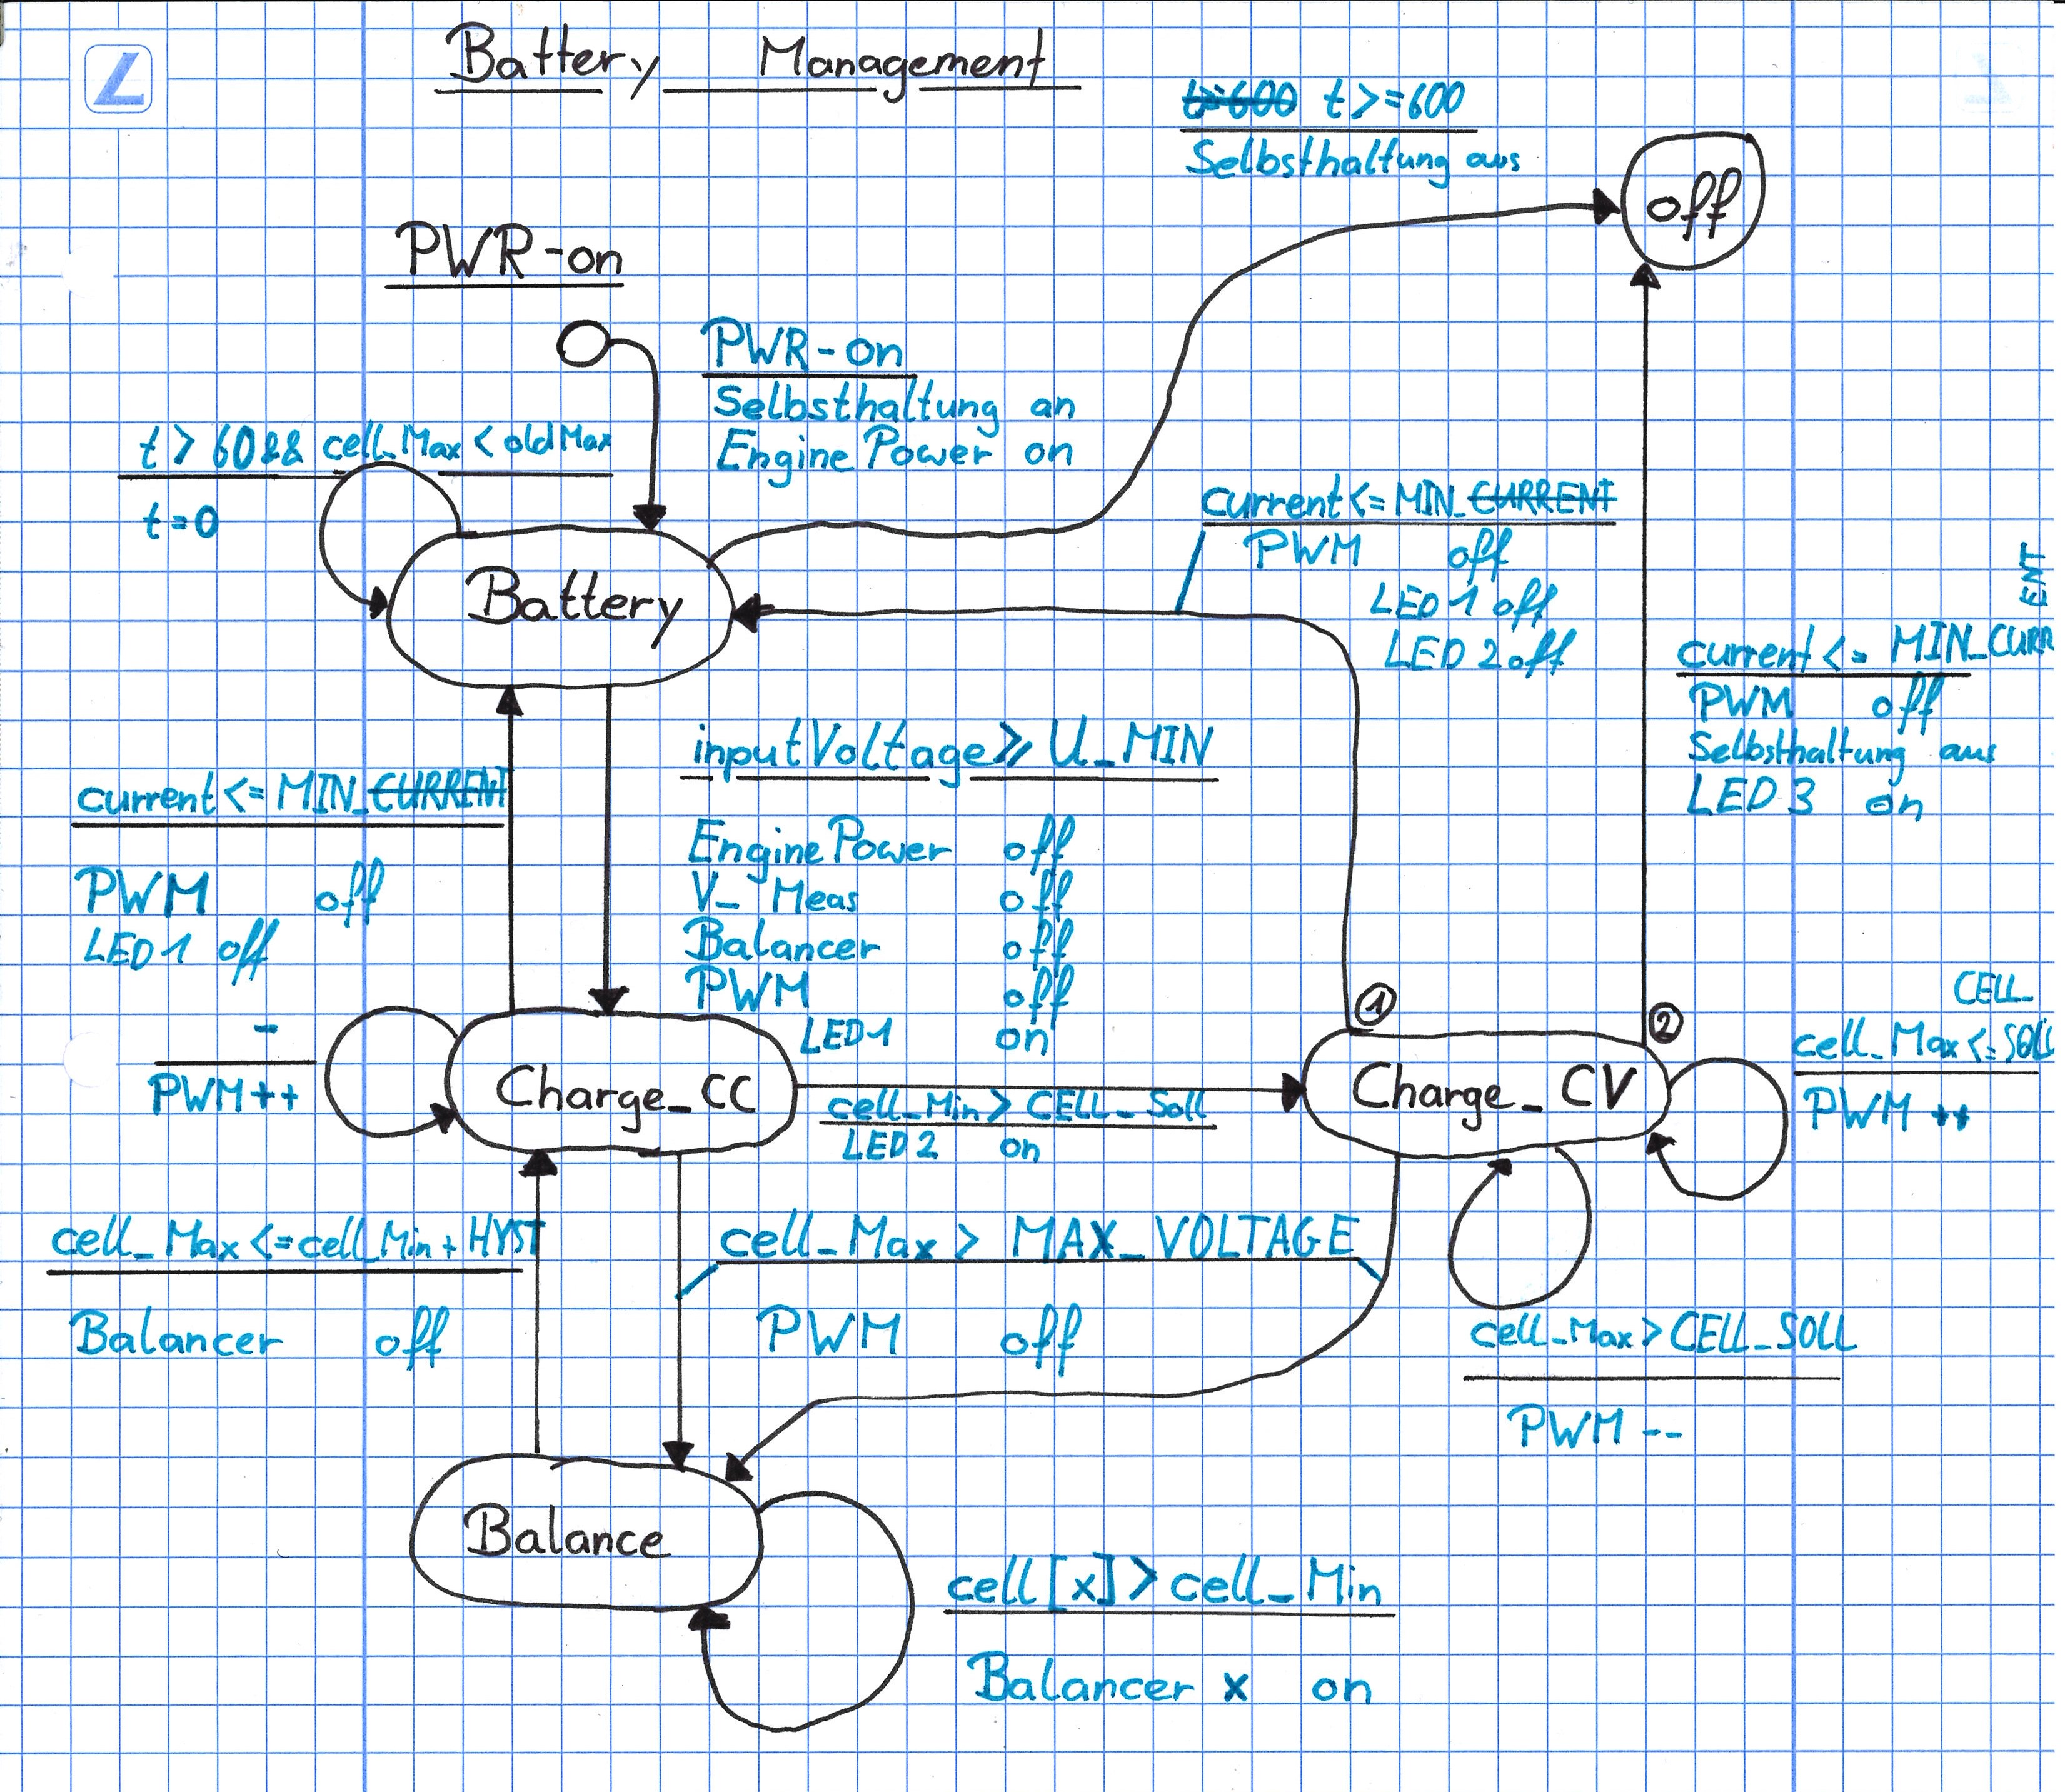 Battery Management
t>=600 t>=600
Selbsthaltung aus
off
PWR-on
PWR-on
Selbsthaltung an
Engine Power on
t > 60 && cell_Max < oldMax
t=0
Battery
current <= MIN_CURRENT
PWM off
LED 1 off
LED 2 off
current <= MIN_CURRENT
PWM off
Selbsthaltung aus
LED 3 on
inputVoltage >= U_MIN
Engine Power off
V_Meas off
Balancer off
PWM off
LED1 on
current <= MIN_CURRENT
PWM off
LED 1 off
-
PWM++
Charge_CC
cell_Min > CELL_Soll
LED 2 on
1
Charge_CV
2
CELL_
cell_Max <= SOLL
PWM ++
cell_Max <= cell_Min + HYST
Balancer off
cell_Max > MAX_VOLTAGE
PWM off
cell_Max > CELL_SOLL
PWM --
Balance
cell[x] > cell_Min
Balancer x on